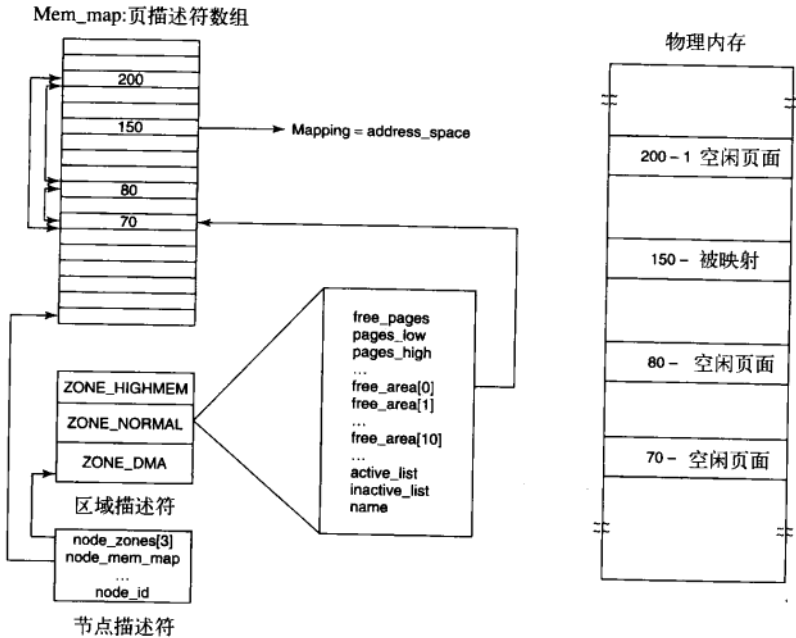 Mem_map:页描述符数组
200
150
Mapping = address_space
80
70
free_pages
pages_low
pages_high
...
free_area[0]
free_area[1]
...
free_area[10]
...
active_list
inactive_list
name
ZONE_HIGHMEM
ZONE_NORMAL
ZONE_DMA
区域描述符
node_zones[3]
node_mem_map
...
node_id
节点描述符
物理内存
200-1 空闲页面
150- 被映射
80- 空闲页面
70- 空闲页面